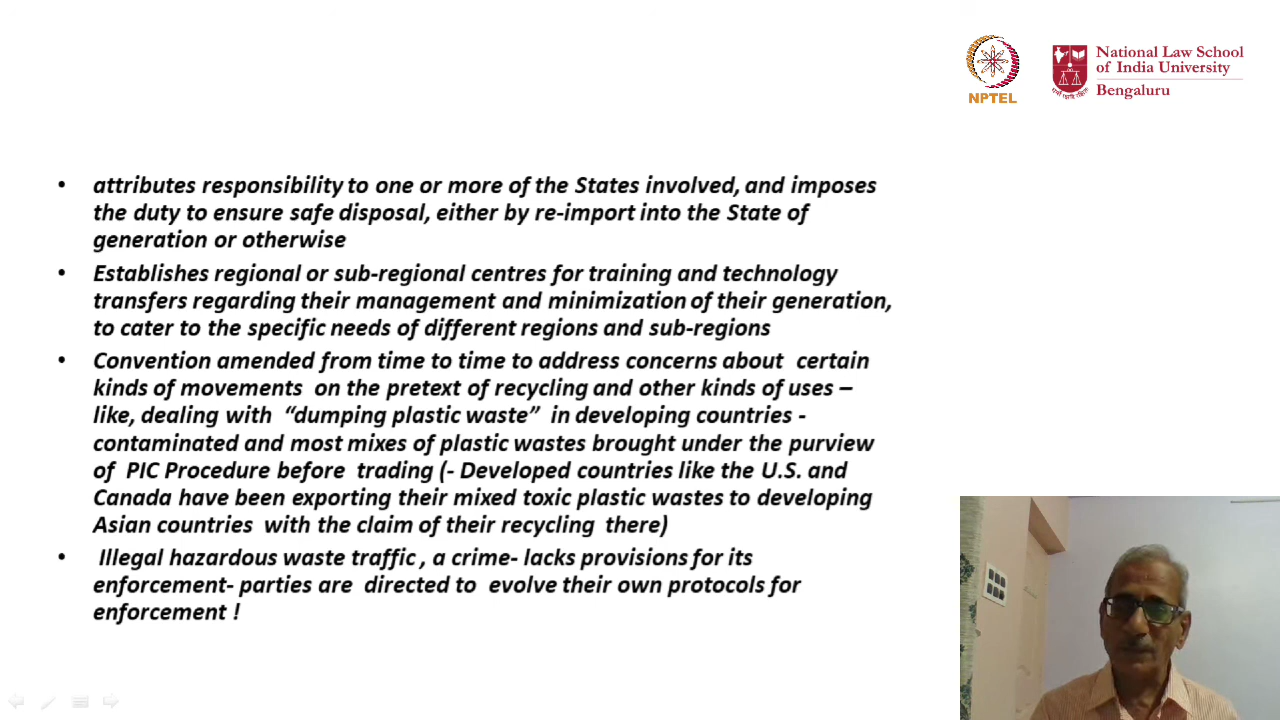 NPTEL
National Law School
of India University
Bengaluru
• attributes responsibility to one or more of the States involved, and imposes
the duty to ensure safe disposal, either by re-import into the State of
generation or otherwise
• Establishes regional or sub-regional centres for training and technology
transfers regarding their management and minimization of their generation,
to cater to the specific needs of different regions and sub-regions
• Convention amended from time to time to address concerns about certain
kinds of movements on the pretext of recycling and other kinds of uses –
like, dealing with “dumping plastic waste” in developing countries -
contaminated and most mixes of plastic wastes brought under the purview
of PIC Procedure before trading (- Developed countries like the U.S. and
Canada have been exporting their mixed toxic plastic wastes to developing
Asian countries with the claim of their recycling there)
• Illegal hazardous waste traffic , a crime- lacks provisions for its
enforcement- parties are directed to evolve their own protocols for
enforcement !